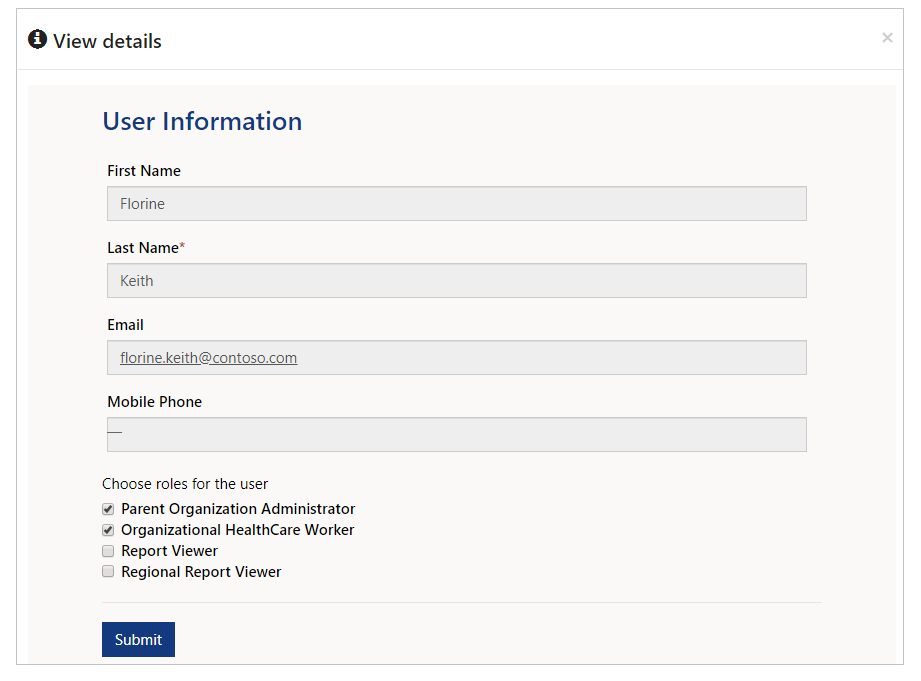 View details
×
User Information
First Name
Florine
Last Name*
Keith
Email
florine.keith@contoso.com
Mobile Phone
—
Choose roles for the user
Parent Organization Administrator
Organizational HealthCare Worker
Report Viewer
Regional Report Viewer
Submit